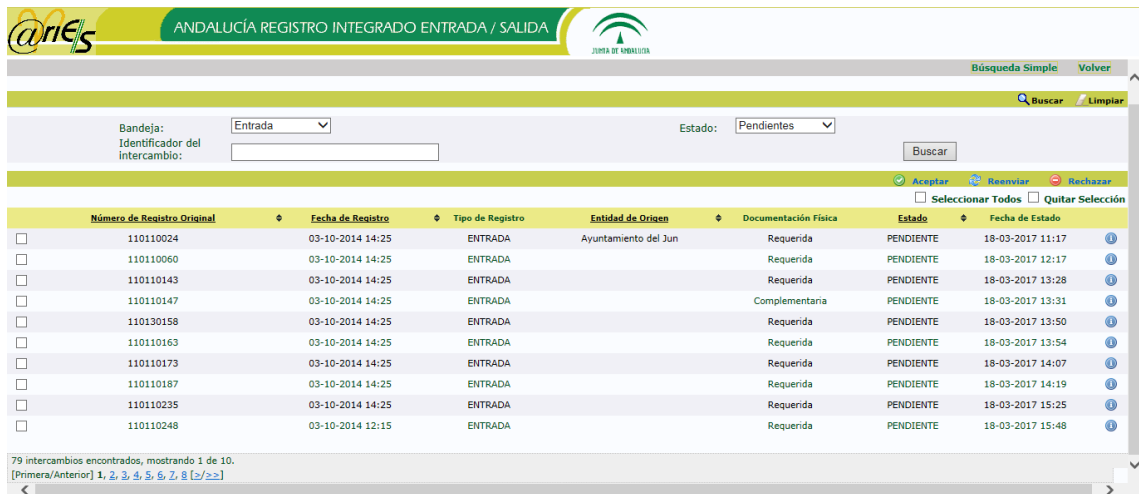 @rieS
ANDALUCÍA REGISTRO INTEGRADO ENTRADA / SALIDA
JUNTA DE ANDALUCIA
Búsqueda Simple Volver
Buscar Limpiar
Bandeja: Entrada Estado: Pendientes
Identificador del
intercambio:
Buscar
Aceptar Reenviar Rechazar
Seleccionar Todos Quitar Selección
Número de Registro Original Fecha de Registro Tipo de Registro Entidad de Origen Documentación Física Estado Fecha de Estado
110110024 03-10-2014 14:25 ENTRADA Ayuntamiento del Jun Requerida PENDIENTE 18-03-2017 11:17
110110060 03-10-2014 14:25 ENTRADA Requerida PENDIENTE 18-03-2017 12:17
110110143 03-10-2014 14:25 ENTRADA Requerida PENDIENTE 18-03-2017 13:28
110110147 03-10-2014 14:25 ENTRADA Complementaria PENDIENTE 18-03-2017 13:31
110130158 03-10-2014 14:25 ENTRADA Requerida PENDIENTE 18-03-2017 13:50
110110163 03-10-2014 14:25 ENTRADA Requerida PENDIENTE 18-03-2017 13:54
110110173 03-10-2014 14:25 ENTRADA Requerida PENDIENTE 18-03-2017 14:07
110110187 03-10-2014 14:25 ENTRADA Requerida PENDIENTE 18-03-2017 14:19
110110235 03-10-2014 14:25 ENTRADA Requerida PENDIENTE 18-03-2017 15:25
110110248 03-10-2014 12:15 ENTRADA Requerida PENDIENTE 18-03-2017 15:48
79 intercambios encontrados, mostrando 1 de 10.
[Primera/Anterior] 1, 2, 3, 4, 5, 6, 7, 8 [>/>>]